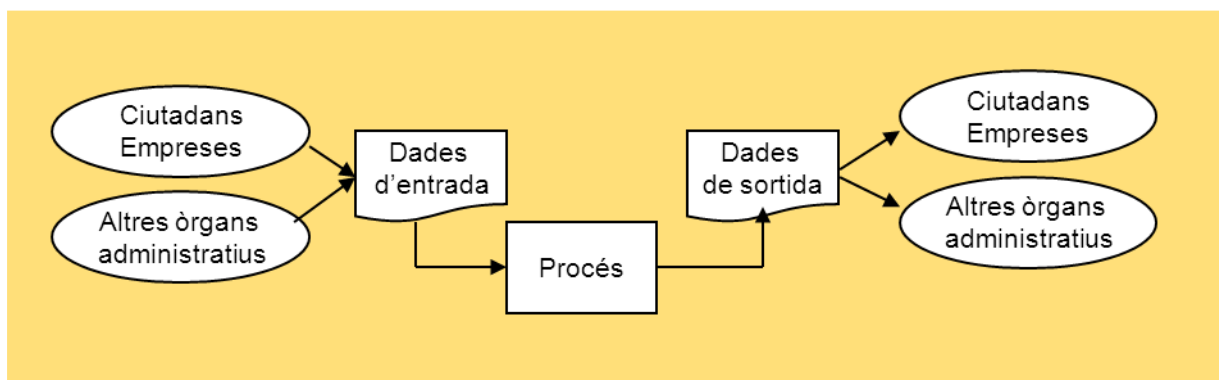 Ciutadans
Empreses
Altres òrgans
administratius
Dades
d’entrada
Procés
Dades
de sortida
Ciutadans
Empreses
Altres òrgans
administratius